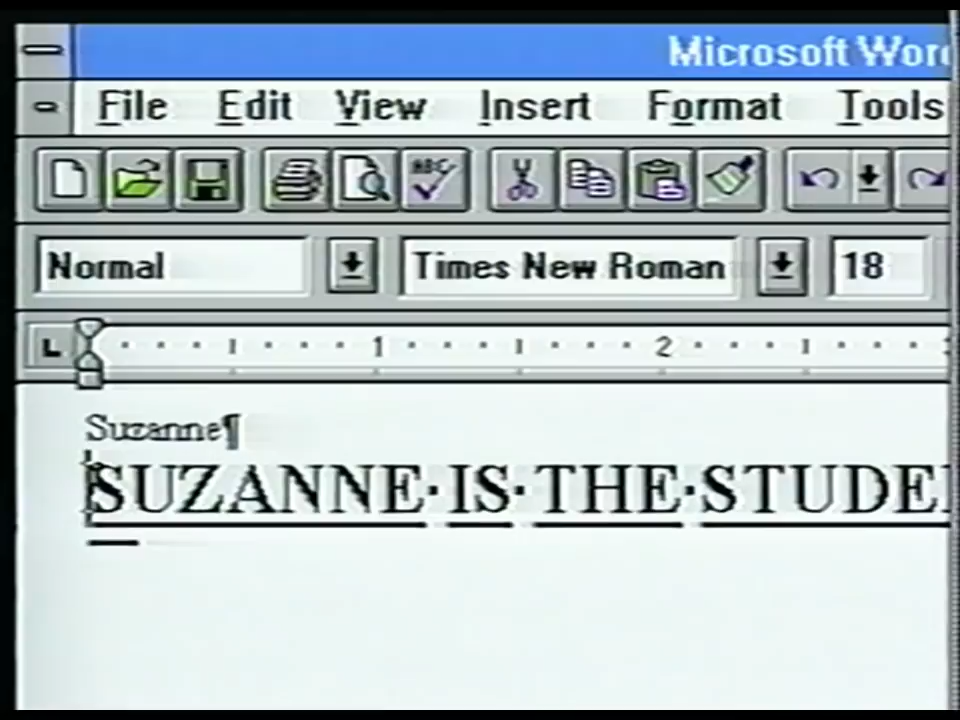 Microsoft Word
File Edit View Insert Format Tools
ABC
Normal Times New Roman 18
L 1 2
Suzanne¶
SUZANNE·IS·THE·STUDE